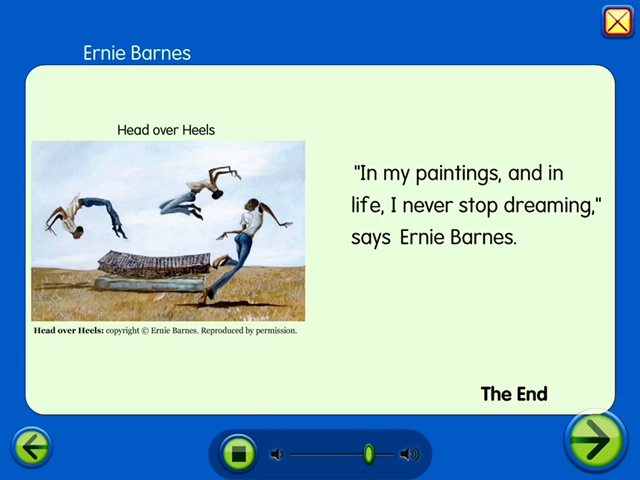 Ernie Barnes
Head over Heels
"In my paintings, and in
life, I never stop dreaming,"
says Ernie Barnes.
Head over Heels: copyright © Ernie Barnes. Reproduced by permission.
The End